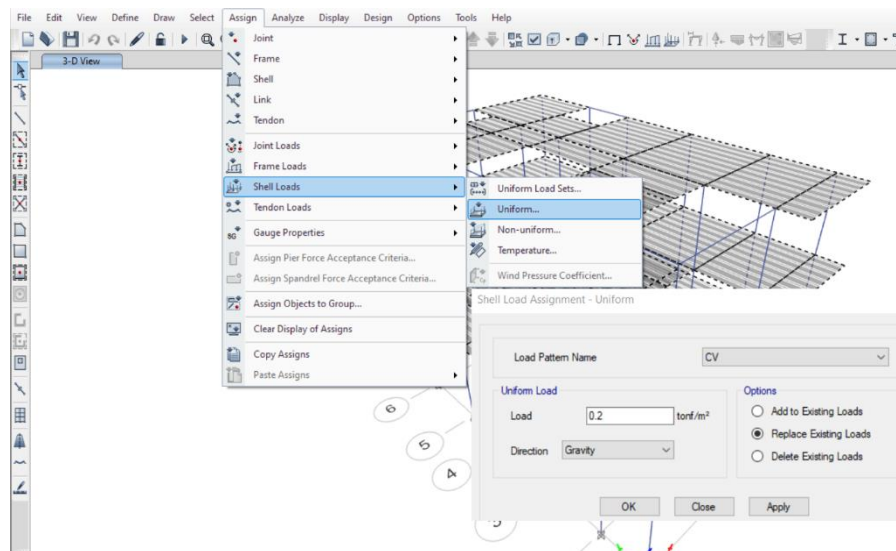 File Edit View Define Draw Select Assign Analyze Display Design Options Tools Help
3-D View
Joint
Frame
Shell
Link
Tendon
Joint Loads
Frame Loads
Shell Loads
Tendon Loads
SG Gauge Properties
Assign Pier Force Acceptance Criteria...
Assign Spandrel Force Acceptance Criteria...
Assign Objects to Group...
Clear Display of Assigns
Copy Assigns
Paste Assigns
Uniform Load Sets...
Uniform...
Non-uniform...
Temperature...
Wind Pressure Coefficient...
Shell Load Assignment - Uniform
Load Pattern Name CV
Uniform Load
Load 0.2 tonf/m²
Direction Gravity
Options
Add to Existing Loads
Replace Existing Loads
Delete Existing Loads
OK Close Apply
6
5
4